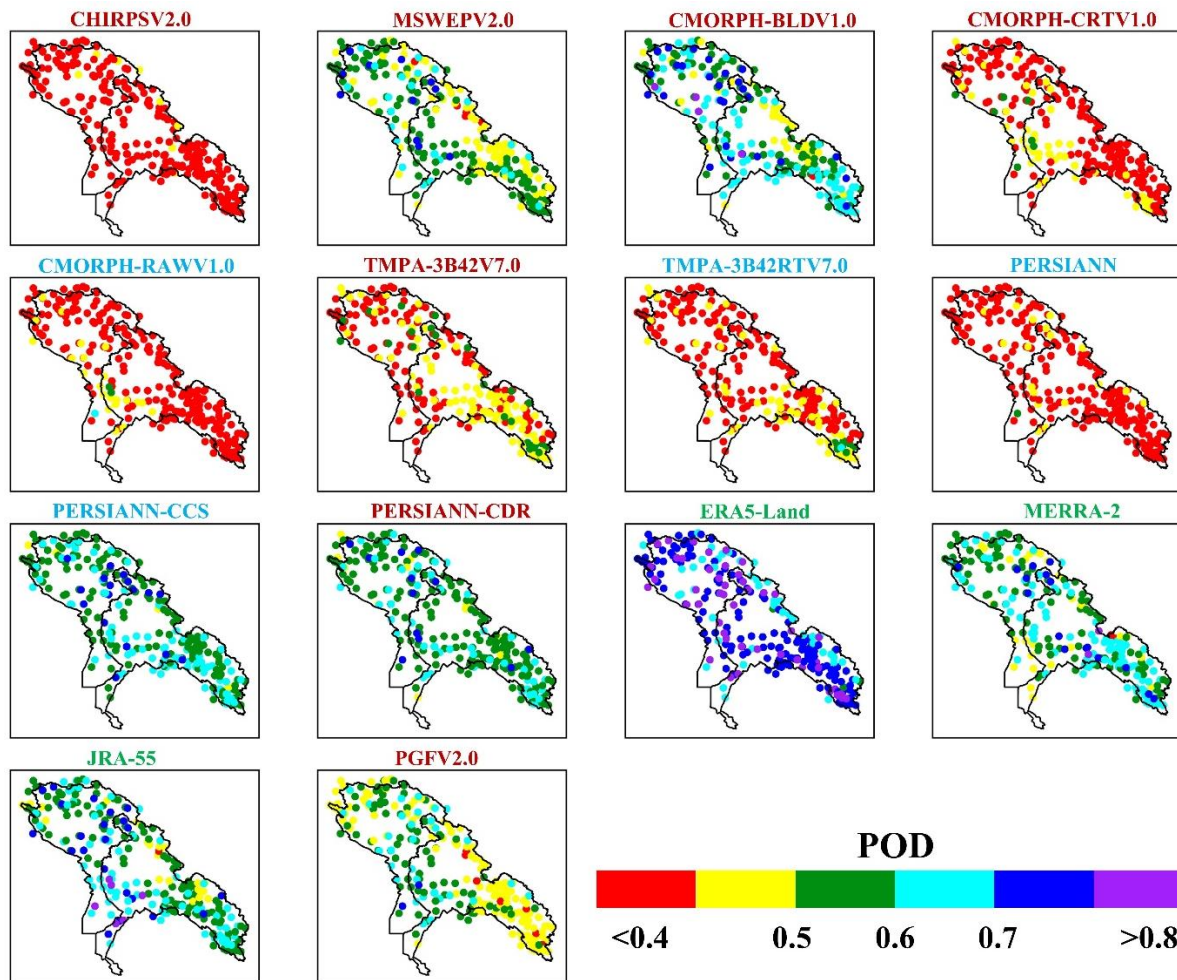 CHIRPSV2.0 MSWEPV2.0 CMORPH-BLDV1.0 CMORPH-CRTV1.0
CMORPH-RAWV1.0 TMPA-3B42V7.0 TMPA-3B42RTV7.0 PERSIANN
PERSIANN-CCS PERSIANN-CDR ERA5-Land MERRA-2
JRA-55 PGFV2.0
POD
<0.4 0.5 0.6 0.7 >0.8